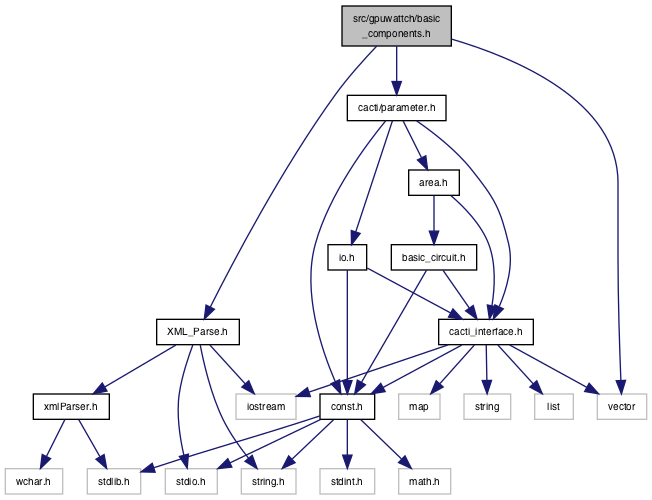 src/gpuwattch/basic
_components.h
cacti/parameter.h
area.h
io.h
basic_circuit.h
XML_Parse.h
cacti_interface.h
xmlParser.h
iostream
const.h
map
string
list
vector
wchar.h
stdlib.h
stdio.h
string.h
stdint.h
math.h